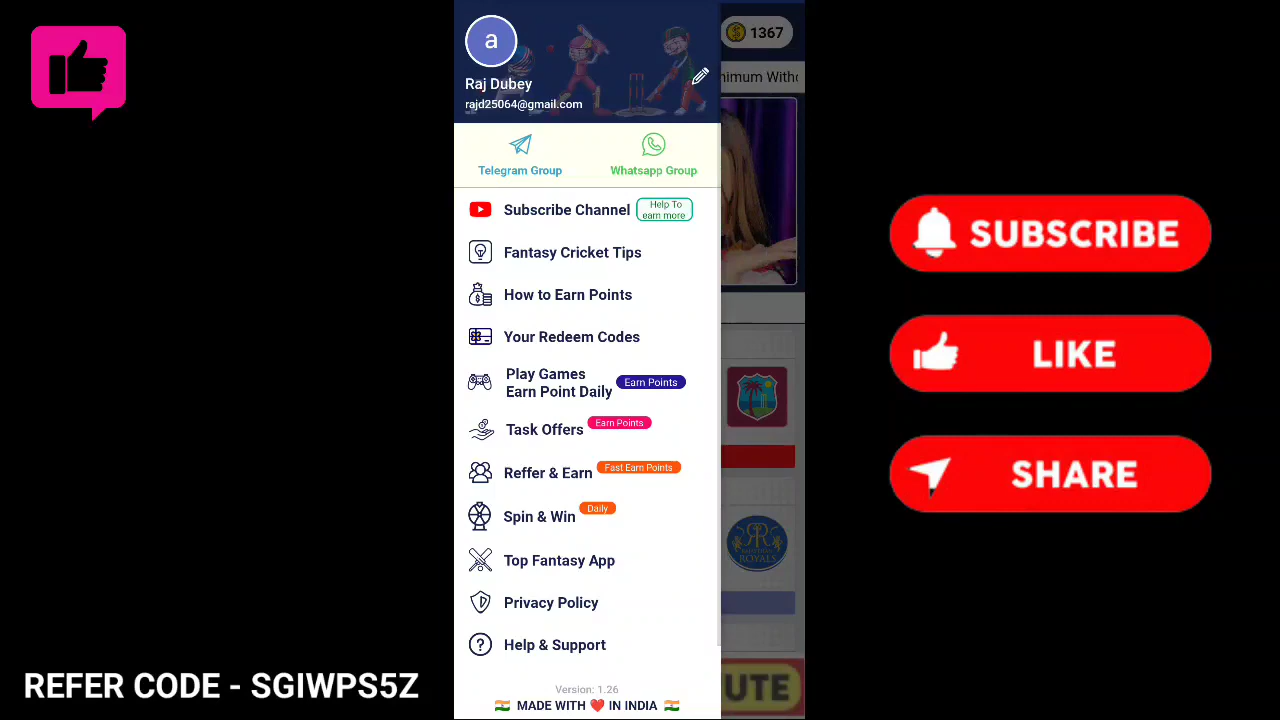 a
Raj Dubey
rajd25064@gmail.com
1367
Telegram Group
Whatsapp Group
Subscribe Channel
Help To
earn more
Fantasy Cricket Tips
How to Earn Points
Your Redeem Codes
Play Games
Earn Point Daily
Earn Points
Task Offers
Earn Points
Reffer & Earn
Fast Earn Points
Spin & Win
Daily
Top Fantasy App
Privacy Policy
Help & Support
Version: 1.26
MADE WITH ❤️ IN INDIA
UTE
SUBSCRIBE
LIKE
SHARE
REFER CODE - SGIWPS5Z